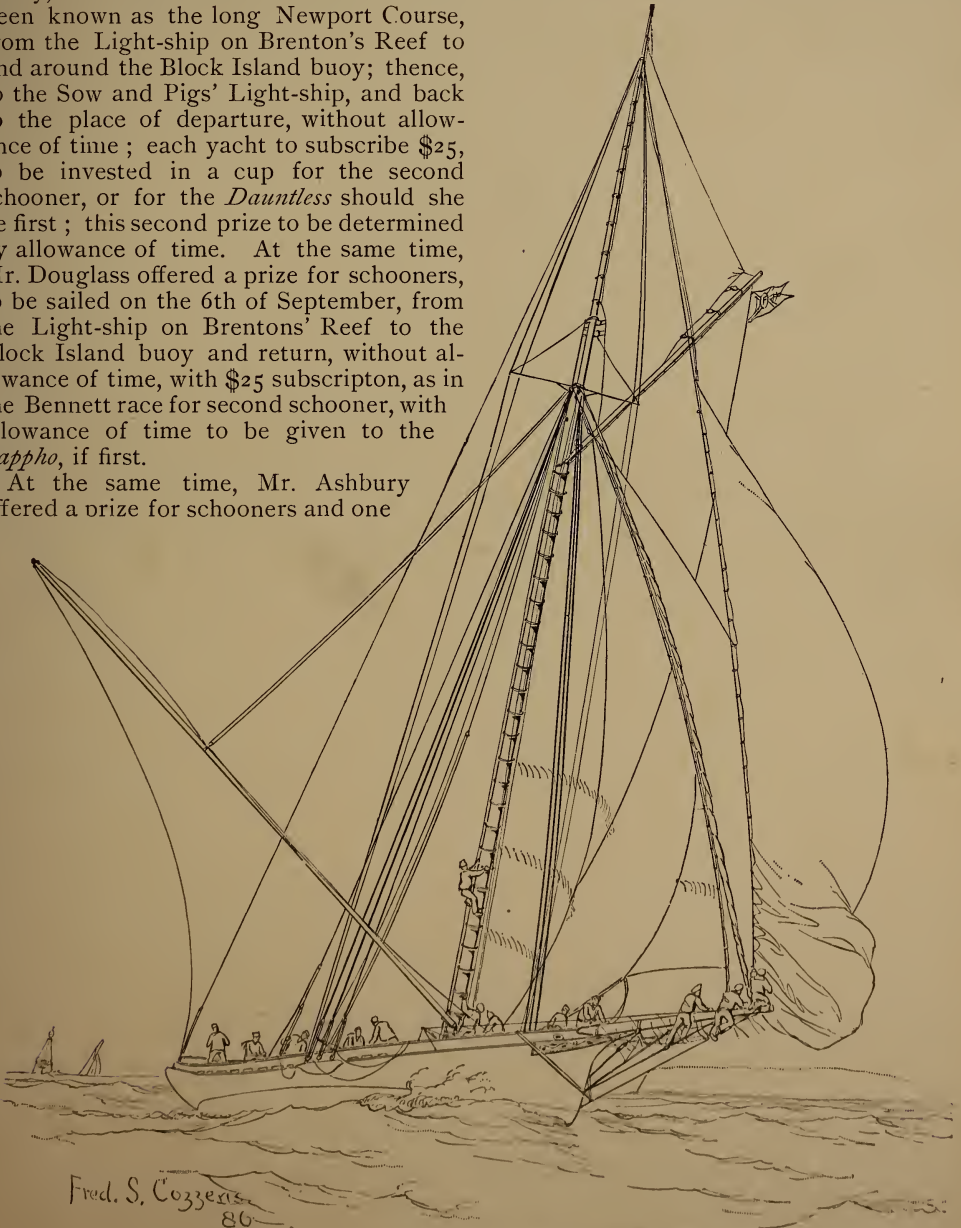 een known as the long Newport Course,
om the Light-ship on Brenton's Reef to
nd around the Block Island buoy; thence,
the Sow and Pigs' Light-ship, and back
the place of departure, without allow-
nce of time ; each yacht to subscribe $25,
be invested in a cup for the second
chooner, or for the Dauntless should she
e first ; this second prize to be determined
y allowance of time. At the same time,
Ir. Douglass offered a prize for schooners,
be sailed on the 6th of September, from
e Light-ship on Brentons' Reef to the
lock Island buoy and return, without al-
wance of time, with $25 subscripton, as in
e Bennett race for second schooner, with
lowance of time to be given to the
appho, if first.
At the same time, Mr. Ashbury
ffered a prize for schooners and one
Fred. S. Cozzens
86